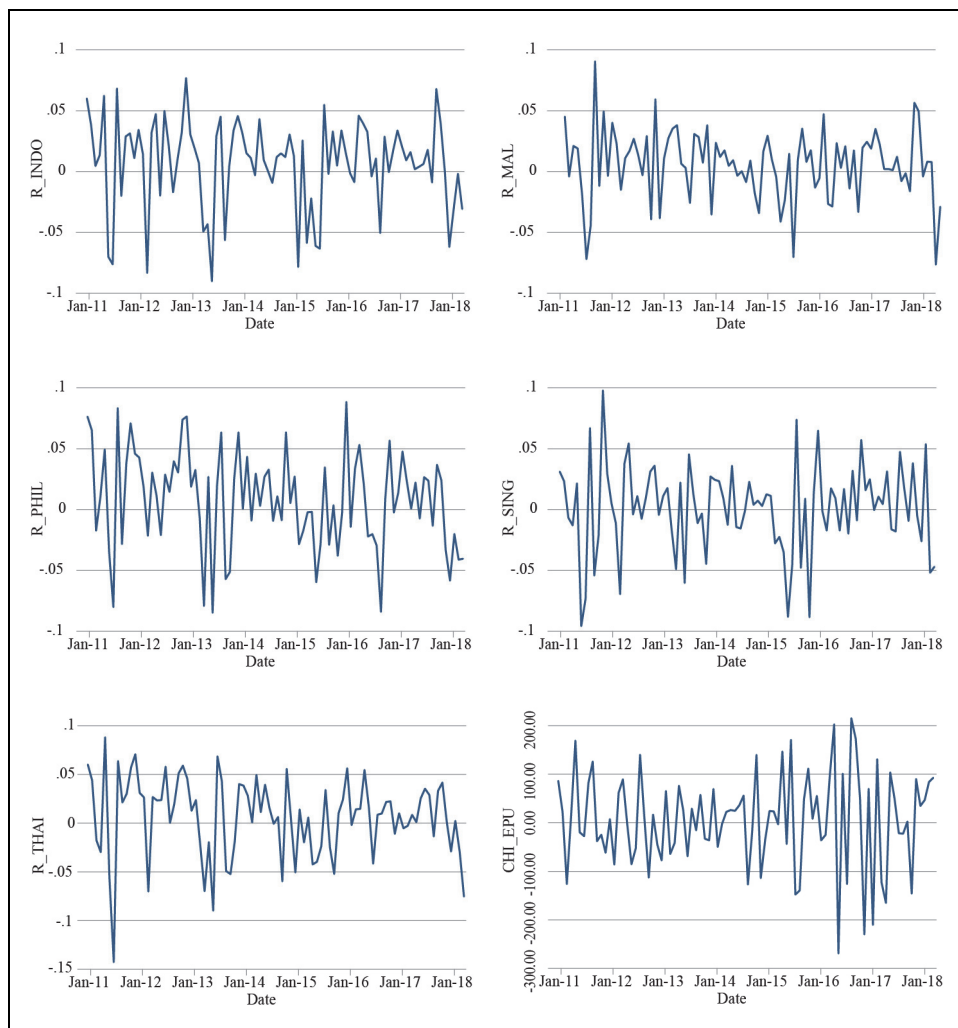 .1
.05
0
-.05
-.1
R_INDO
Jan-11 Jan-12 Jan-13 Jan-14 Jan-15 Jan-16 Jan-17 Jan-18
Date
.1
.05
0
-.05
-.1
R_MAL
Jan-11 Jan-12 Jan-13 Jan-14 Jan-15 Jan-16 Jan-17 Jan-18
Date
.1
.05
0
-.05
-.1
R_PHIL
Jan-11 Jan-12 Jan-13 Jan-14 Jan-15 Jan-16 Jan-17 Jan-18
Date
.1
.05
0
-.05
-.1
R_SING
Jan-11 Jan-12 Jan-13 Jan-14 Jan-15 Jan-16 Jan-17 Jan-18
Date
.1
.05
0
-.05
-.1
-.15
R_THAI
Jan-11 Jan-12 Jan-13 Jan-14 Jan-15 Jan-16 Jan-17 Jan-18
Date
200.00
100.00
0.00
-100.00
-200.00
-300.00
CHI_EPU
Jan-11 Jan-12 Jan-13 Jan-14 Jan-15 Jan-16 Jan-17 Jan-18
Date